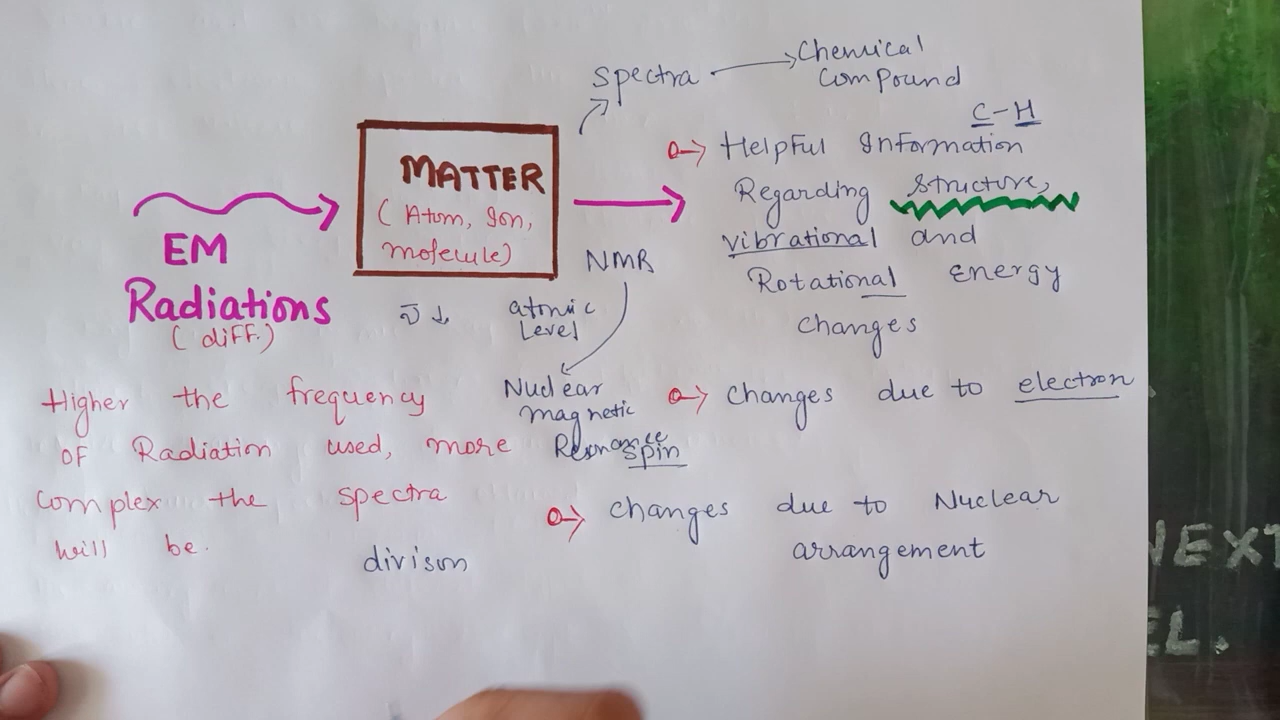 Spectra
Chemical
Compound
C-H
MATTER
(Atom, Ion,
molecule)
EM
Radiations
(diff.)
Helpful Information
Regarding structure,
vibrational and
Rotational Energy
changes
NMR
ῡ ↓
atomic
Level
Nuclear
magnetic
Resonance
Higher the frequency
of Radiation used, more
complex the spectra
will be.
divison
changes due to electron
spin
changes due to Nuclear
arrangement
NEXT
EL.